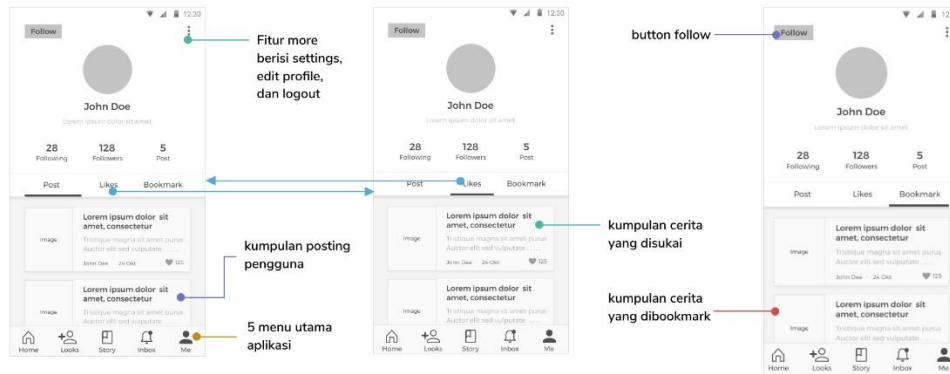 12:30
Follow
John Doe
Lorem ipsum dolor sit amet
28 128 5
Following Followers Post
Post Likes Bookmark
Lorem ipsum dolor sit
amet, consectetur
Image
Tristique magna sit amet purus
Auctor elit sed vulputate . . . . .
John Dee 24 Okt 125
Lorem ipsum dolor sit
amet, consectetur
Image
Tristique magna sit amet purus
Auctor elit sed vulputate
Home Looks Story Inbox Me
Fitur more
berisi settings,
edit profile,
dan logout
kumpulan posting
pengguna
5 menu utama
aplikasi
12:30
Follow
John Doe
Lorem ipsum dolor sit amet
28 128 5
Following Followers Post
Post Likes Bookmark
Lorem ipsum dolor sit
amet, consectetur
Image
Tristique magna sit amet purus
Auctor elit sed vulputate . . . . .
John Dee 24 Okt 125
Lorem ipsum dolor sit
amet, consectetur
Image
Tristique magna sit amet purus
Auctor elit sed vulputate
Home Looks Story Inbox Me
button follow
kumpulan cerita
yang disukai
kumpulan cerita
yang dibookmark
12
Follow
John Doe
Lorem ipsum dolor sit amet
28 128 5
Following Followers Post
Post Likes Bookmark
Lorem ipsum dolor sit
amet, consectetur
Image
Tristique magna sit amet purus
Auctor elit sed vulputate . . . . .
John Dee 24 Okt 125
Lorem ipsum dolor sit
amet, consectetur
Image
Tristique magna sit amet purus
Auctor elit sed vulputate
Home Looks Story Inbox Me